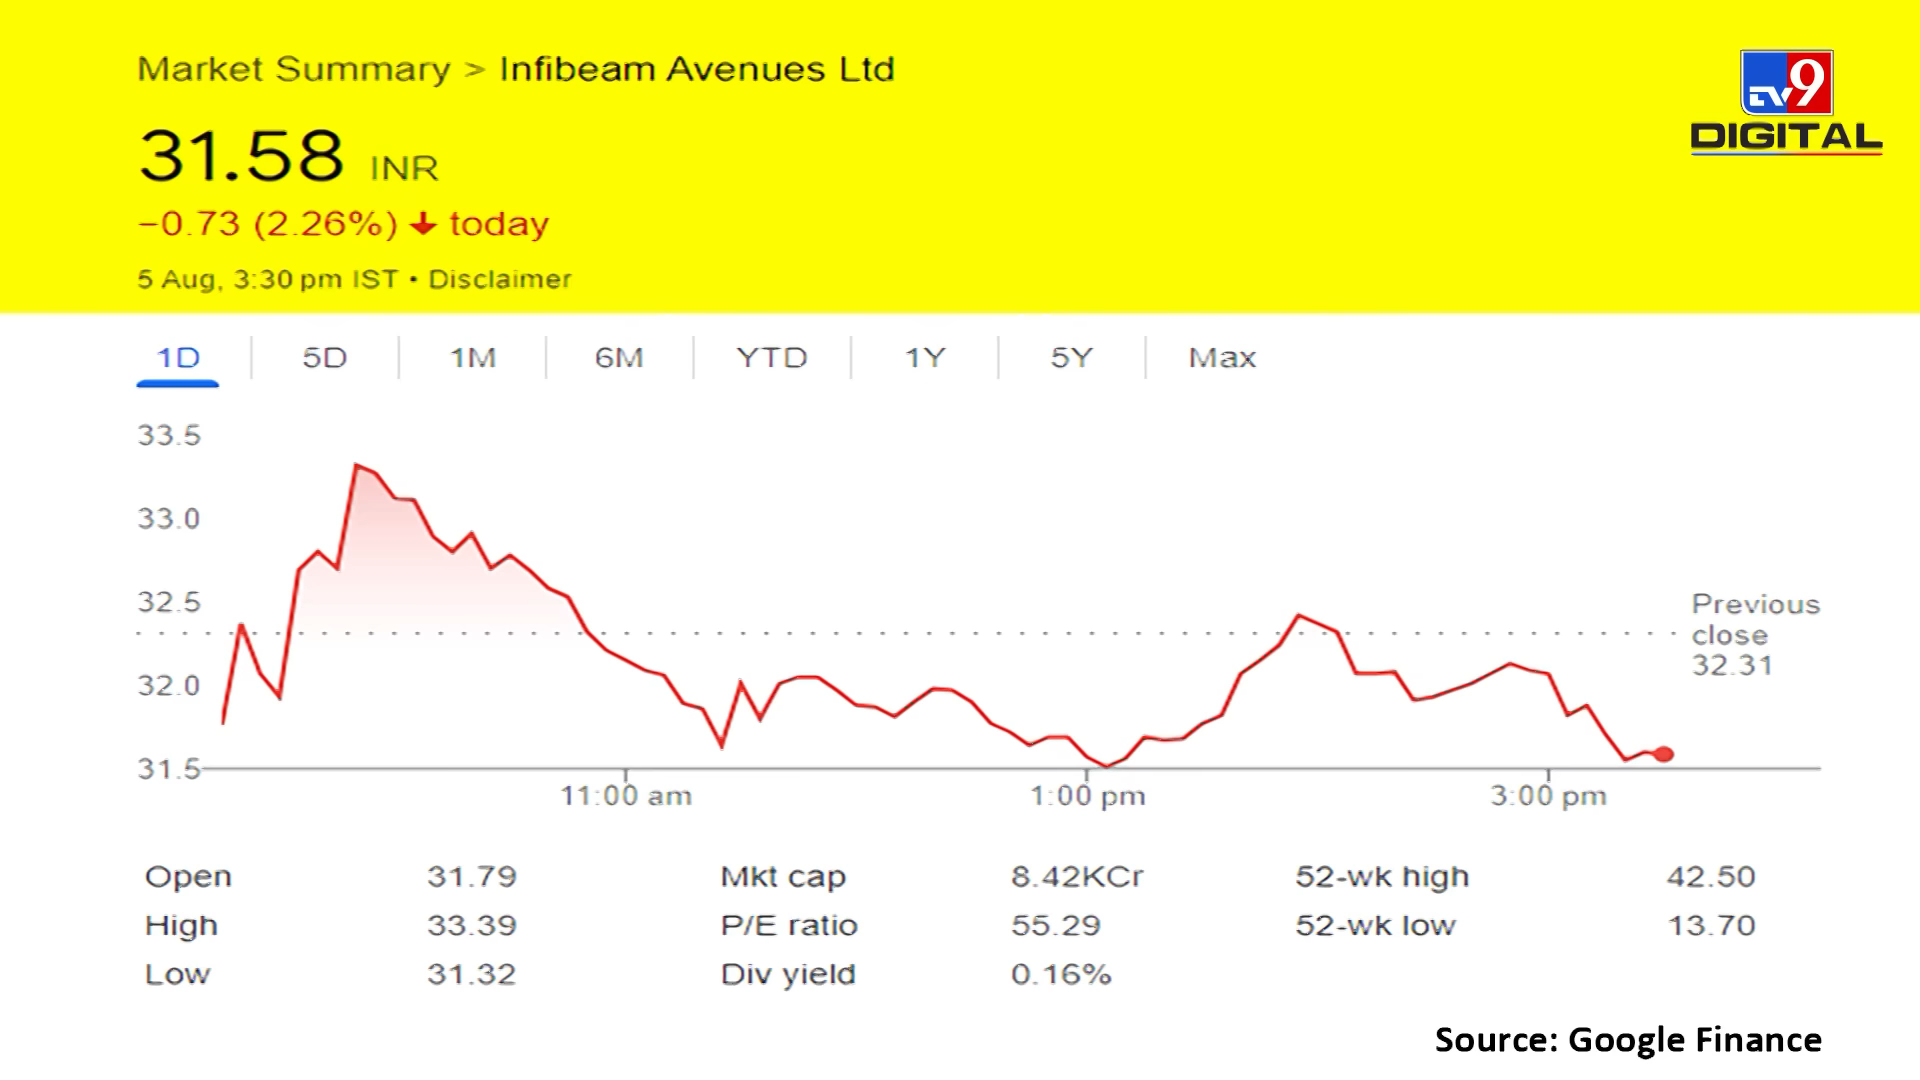 Market Summary > Infibeam Avenues Ltd
TV9
DIGITAL
31.58 INR
−0.73 (2.26%) ↓ today
5 Aug, 3:30 pm IST • Disclaimer
1D 5D 1M 6M YTD 1Y 5Y Max
33.5
33.0
32.5
32.0
31.5
Previous
close
32.31
11:00 am 1:00 pm 3:00 pm
Open 31.79 Mkt cap 8.42KCr 52-wk high 42.50
High 33.39 P/E ratio 55.29 52-wk low 13.70
Low 31.32 Div yield 0.16%
Source: Google Finance